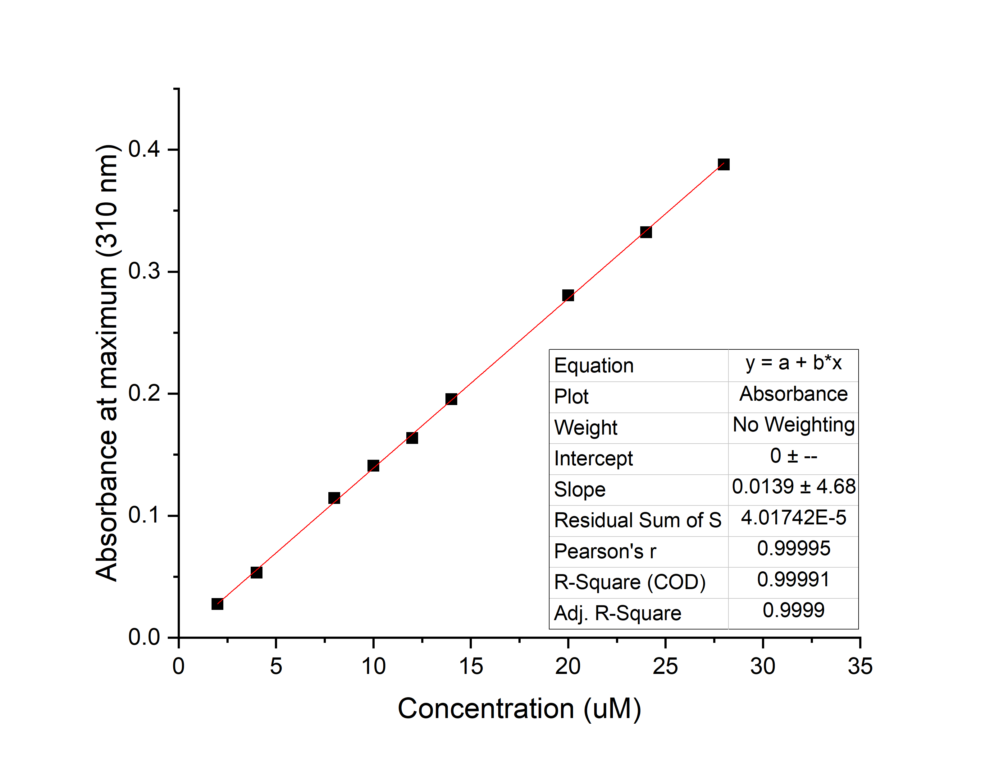 Absorbance at maximum (310 nm)
0.4
0.3
0.2
0.1
0.0
0 5 10 15 20 25 30 35
Concentration (uM)
Equation y = a + b*x
Plot Absorbance
Weight No Weighting
Intercept 0 ± --
Slope 0.0139 ± 4.68
Residual Sum of S 4.01742E-5
Pearson's r 0.99995
R-Square (COD) 0.99991
Adj. R-Square 0.9999